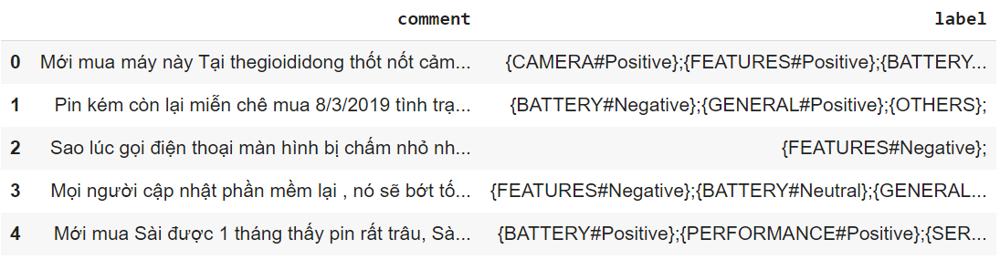 comment label
0 Mới mua máy này Tại thegioididong thốt nốt cảm... {CAMERA#Positive};{FEATURES#Positive};{BATTERY...
1 Pin kém còn lại miễn chê mua 8/3/2019 tình trạ... {BATTERY#Negative};{GENERAL#Positive};{OTHERS};
2 Sao lúc gọi điện thoại màn hình bị chấm nhỏ nh... {FEATURES#Negative};
3 Mọi người cập nhật phần mềm lại , nó sẽ bớt tố... {FEATURES#Negative};{BATTERY#Neutral};{GENERAL...
4 Mới mua Sài được 1 tháng thấy pin rất trâu, Sà... {BATTERY#Positive};{PERFORMANCE#Positive};{SER...